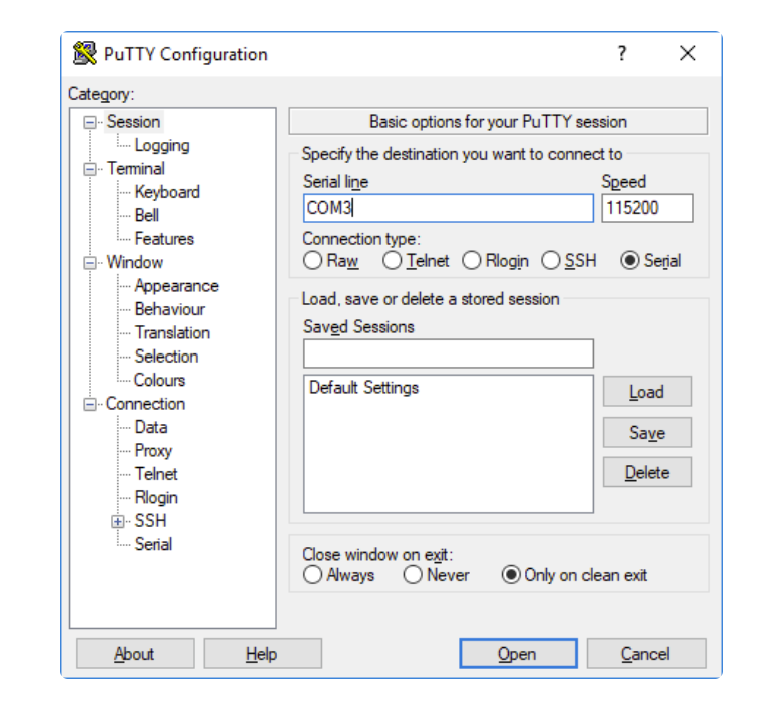 PuTTY Configuration ? ×
Category:
Session
Logging
Terminal
Keyboard
Bell
Features
Window
Appearance
Behaviour
Translation
Selection
Colours
Connection
Data
Proxy
Telnet
Rlogin
SSH
Serial
Basic options for your PuTTY session
Specify the destination you want to connect to
Serial line Speed
COM3 115200
Connection type:
Raw Telnet Rlogin SSH Serial
Load, save or delete a stored session
Saved Sessions
Default Settings
Load
Save
Delete
Close window on exit:
Always Never Only on clean exit
About Help Open Cancel